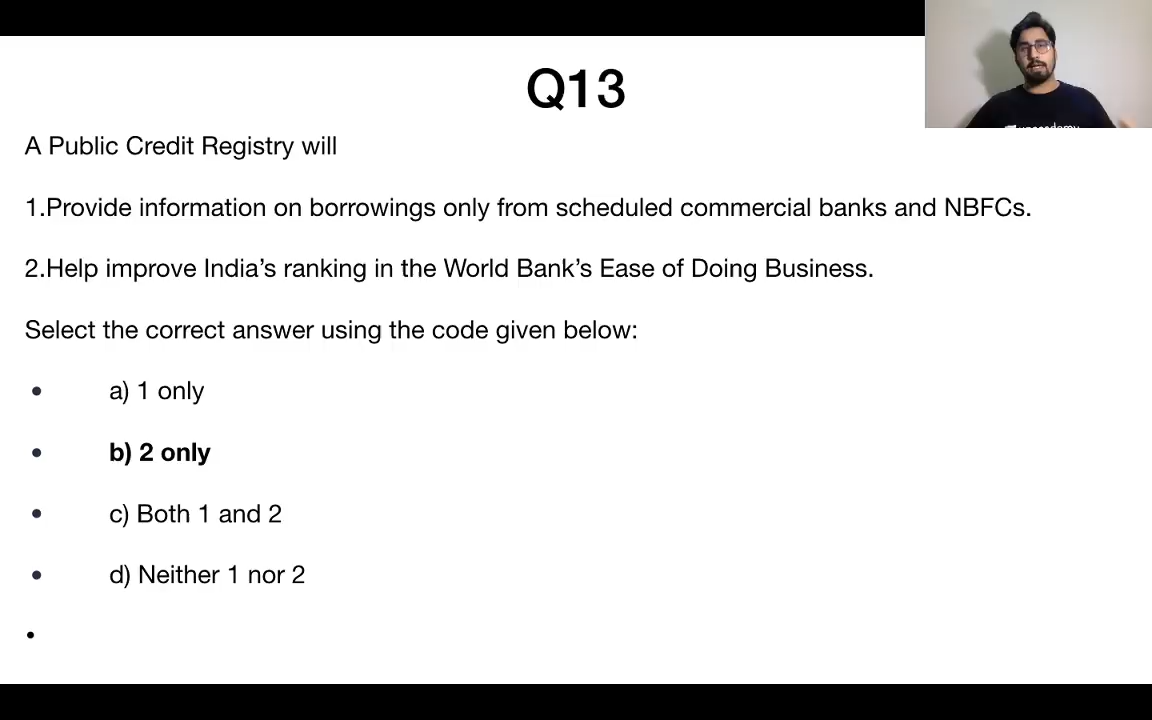 Q13
A Public Credit Registry will
1.Provide information on borrowings only from scheduled commercial banks and NBFCs.
2.Help improve India's ranking in the World Bank's Ease of Doing Business.
Select the correct answer using the code given below:
• a) 1 only
• b) 2 only
• c) Both 1 and 2
• d) Neither 1 nor 2
•